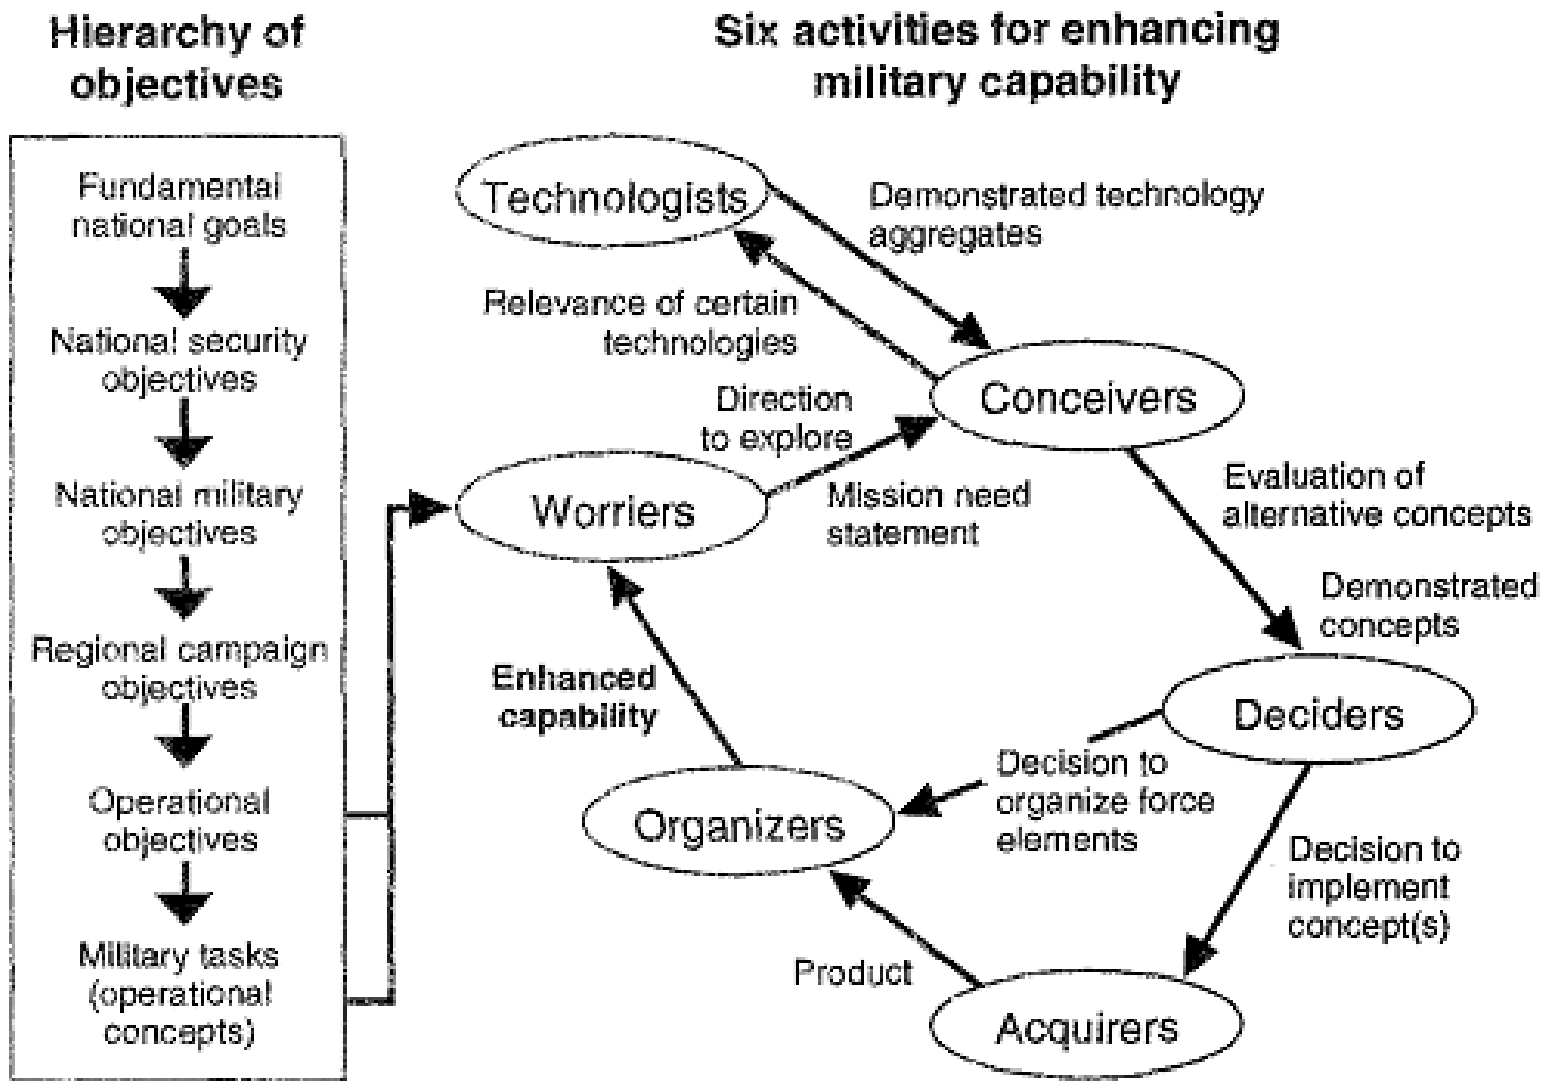 Hierarchy of
objectives
Fundamental
national goals
National security
objectives
National military
objectives
Regional campaign
objectives
Operational
objectives
Military tasks
(operational
concepts)
Six activities for enhancing
military capability
Technologists
Demonstrated technology
aggregates
Relevance of certain
technologies
Conceivers
Direction
to explore
Worriers
Mission need
statement
Evaluation of
alternative concepts
Demonstrated
concepts
Enhanced
capability
Deciders
Decision to
organize force
elements
Organizers
Decision to
implement
concept(s)
Product
Acquirers